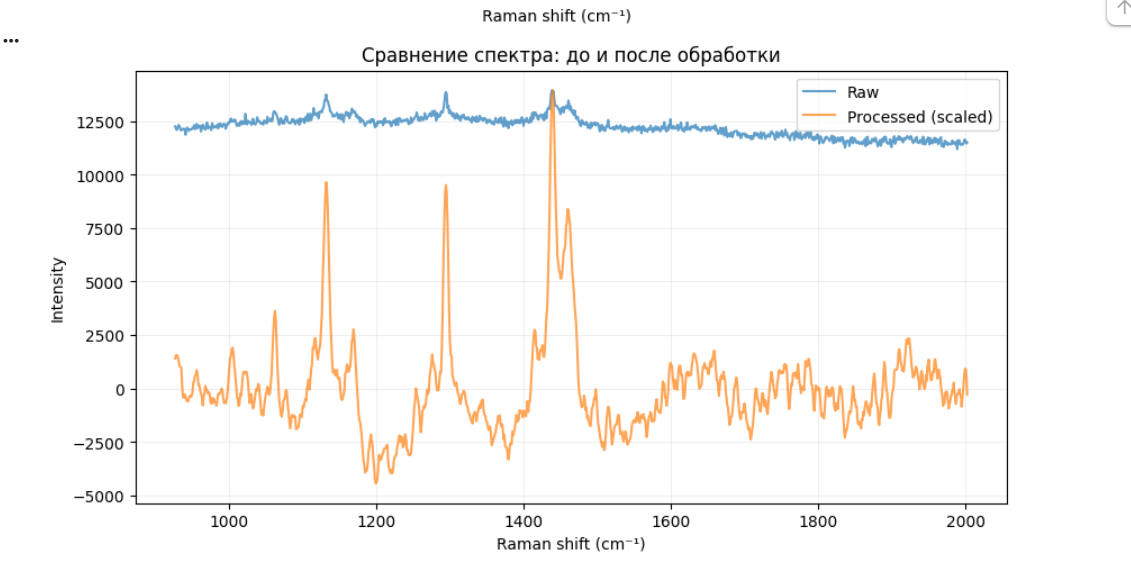 Raman shift (cm⁻¹)
...
Сравнение спектра: до и после обработки
Raw
Processed (scaled)
12500
10000
7500
5000
2500
0
−2500
−5000
Intensity
1000 1200 1400 1600 1800 2000
Raman shift (cm⁻¹)